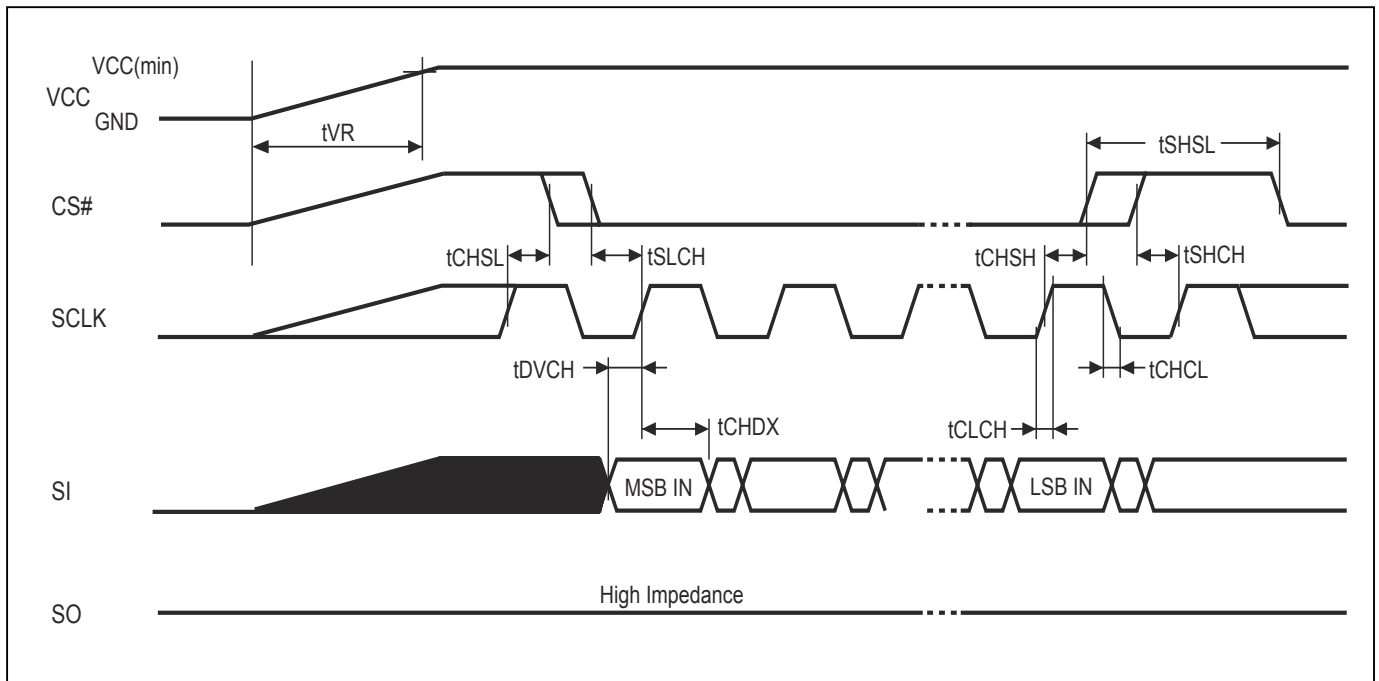 VCC(min)
VCC
GND
tVR
tSHSL
CS#
tCHSL
tSLCH
tCHSH
tSHCH
SCLK
tDVCH
tCHCL
tCHDX
tCLCH
SI
MSB IN
LSB IN
High Impedance
SO